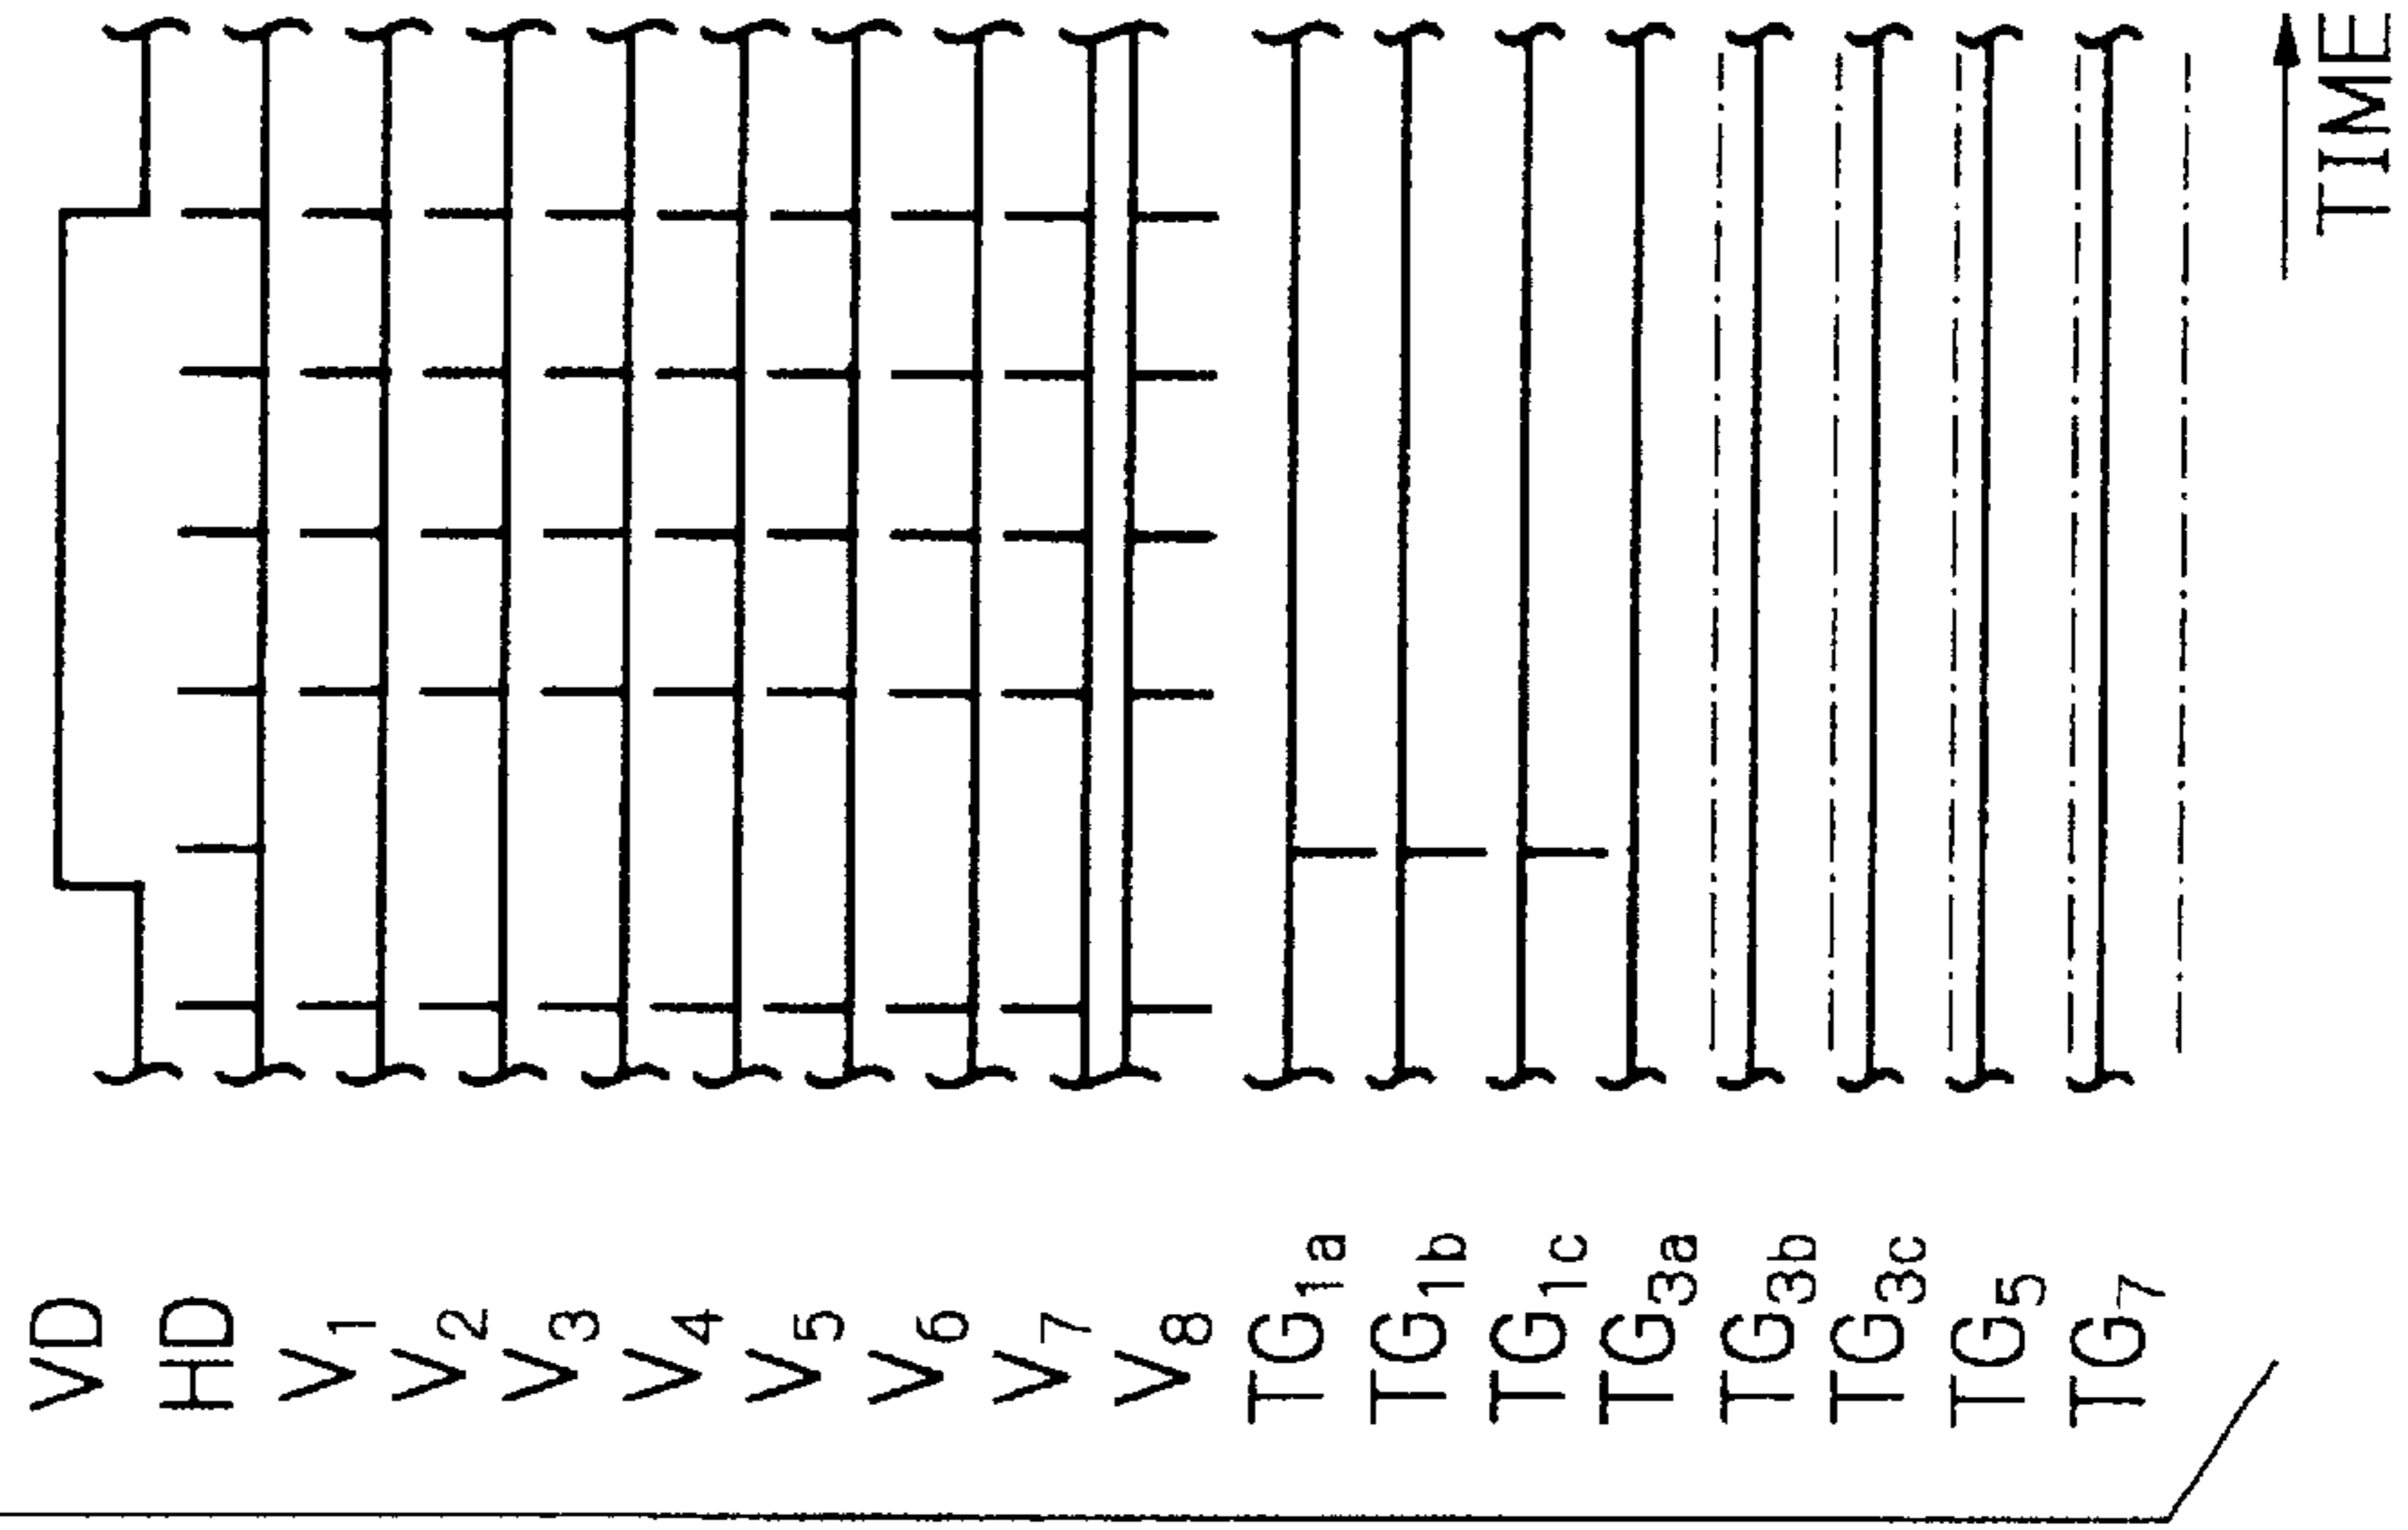 VD
HD
V1
V2
V3
V4
V5
V6
V7
V8
TG1a
TG1b
TG1c
TG3a
TG3b
TG3c
TG5
TG7
TIME